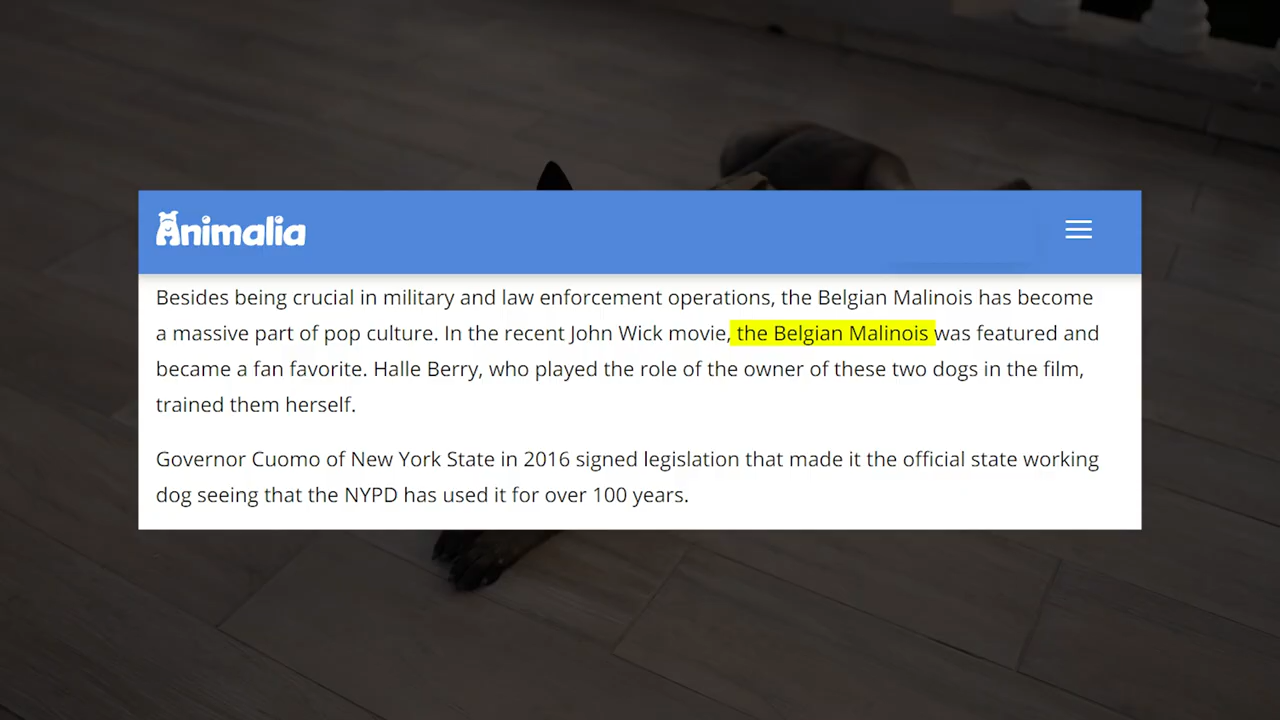 Animalia
Besides being crucial in military and law enforcement operations, the Belgian Malinois has become
a massive part of pop culture. In the recent John Wick movie, the Belgian Malinois was featured and
became a fan favorite. Halle Berry, who played the role of the owner of these two dogs in the film,
trained them herself.
Governor Cuomo of New York State in 2016 signed legislation that made it the official state working
dog seeing that the NYPD has used it for over 100 years.